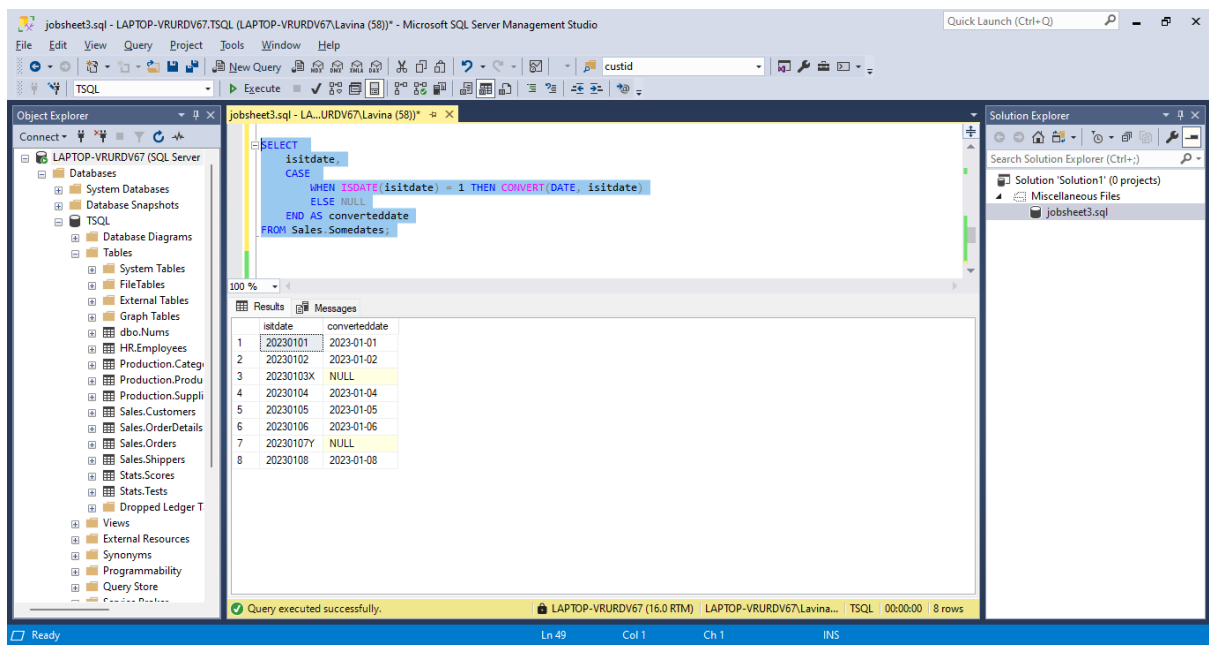 jobsheet3.sql - LAPTOP-VRURDV67.TSQL (LAPTOP-VRURDV67\Lavina (58))* - Microsoft SQL Server Management Studio
Quick Launch (Ctrl+Q)
File Edit View Query Project Tools Window Help
New Query MDX DMX XMLA DAX custid
TSQL Execute
Object Explorer
Connect
LAPTOP-VRURDV67 (SQL Server
Databases
System Databases
Database Snapshots
TSQL
Database Diagrams
Tables
System Tables
FileTables
External Tables
Graph Tables
dbo.Nums
HR.Employees
Production.Catego
Production.Produ
Production.Suppli
Sales.Customers
Sales.OrderDetails
Sales.Orders
Sales.Shippers
Stats.Scores
Stats.Tests
Dropped Ledger T
Views
External Resources
Synonyms
Programmability
Query Store
Service Broker
jobsheet3.sql - LA...URDV67\Lavina (58))*
SELECT
isitdate,
CASE
WHEN ISDATE(isitdate) = 1 THEN CONVERT(DATE, isitdate)
ELSE NULL
END AS converteddate
FROM Sales.Somedates;
100 %
Results Messages
isitdate converteddate
1 20230101 2023-01-01
2 20230102 2023-01-02
3 20230103X NULL
4 20230104 2023-01-04
5 20230105 2023-01-05
6 20230106 2023-01-06
7 20230107Y NULL
8 20230108 2023-01-08
Query executed successfully. LAPTOP-VRURDV67 (16.0 RTM) LAPTOP-VRURDV67\Lavina... TSQL 00:00:00 8 rows
Solution Explorer
Search Solution Explorer (Ctrl+;)
Solution 'Solution1' (0 projects)
Miscellaneous Files
jobsheet3.sql
Ready Ln 49 Col 1 Ch 1 INS